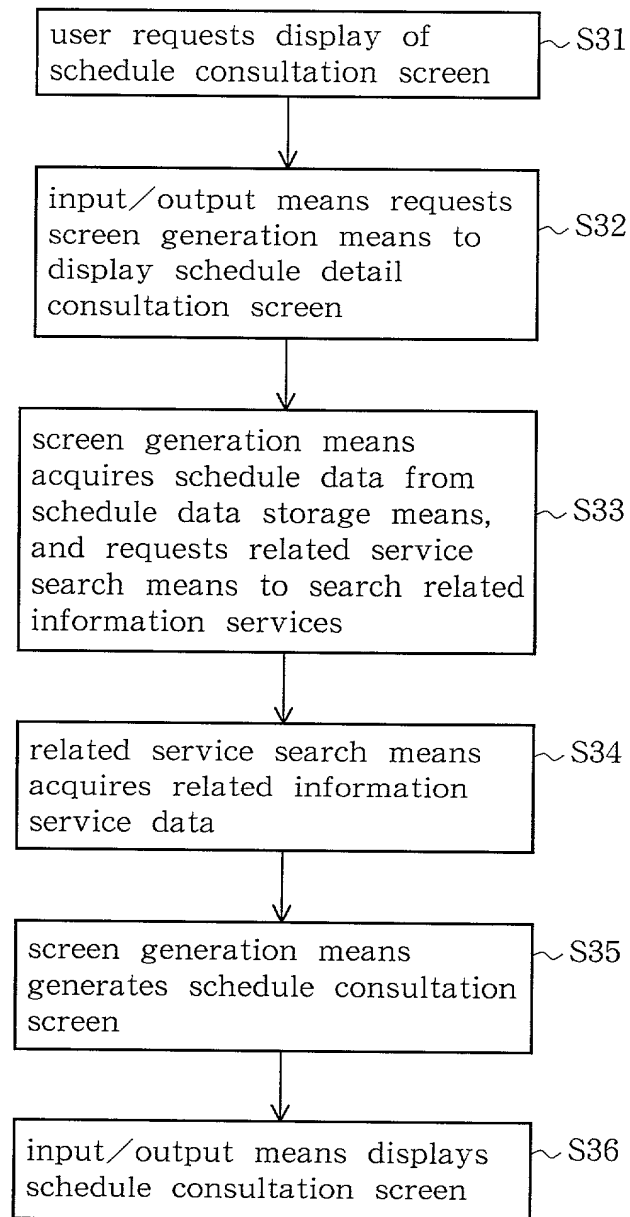 user requests display of
schedule consultation screen
S31
input/output means requests
screen generation means to
display schedule detail
consultation screen
S32
screen generation means
acquires schedule data from
schedule data storage means,
and requests related service
search means to search related
information services
S33
related service search means
acquires related information
service data
S34
screen generation means
generates schedule consultation
screen
S35
input/output means displays
schedule consultation screen
S36